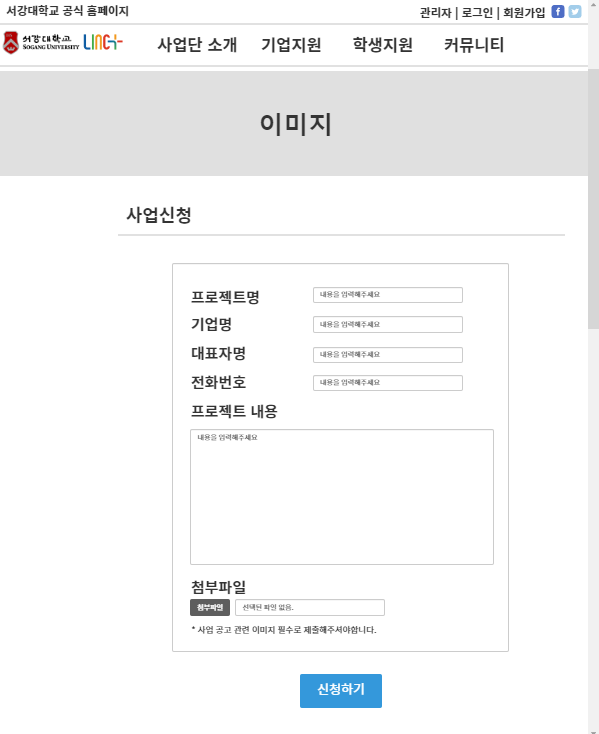 서강대학교 공식 홈페이지
관리자 | 로그인 | 회원가입
서강대학교
SOGANG UNIVERSITY
LINC+
사업단 소개 기업지원 학생지원 커뮤니티
이미지
사업신청
프로젝트명 내용을 입력해주세요
기업명 내용을 입력해주세요
대표자명 내용을 입력해주세요
전화번호 내용을 입력해주세요
프로젝트 내용
내용을 입력해주세요
첨부파일
첨부파일 선택된 파일 없음.
* 사업 공고 관련 이미지 필수로 제출해주셔야합니다.
신청하기